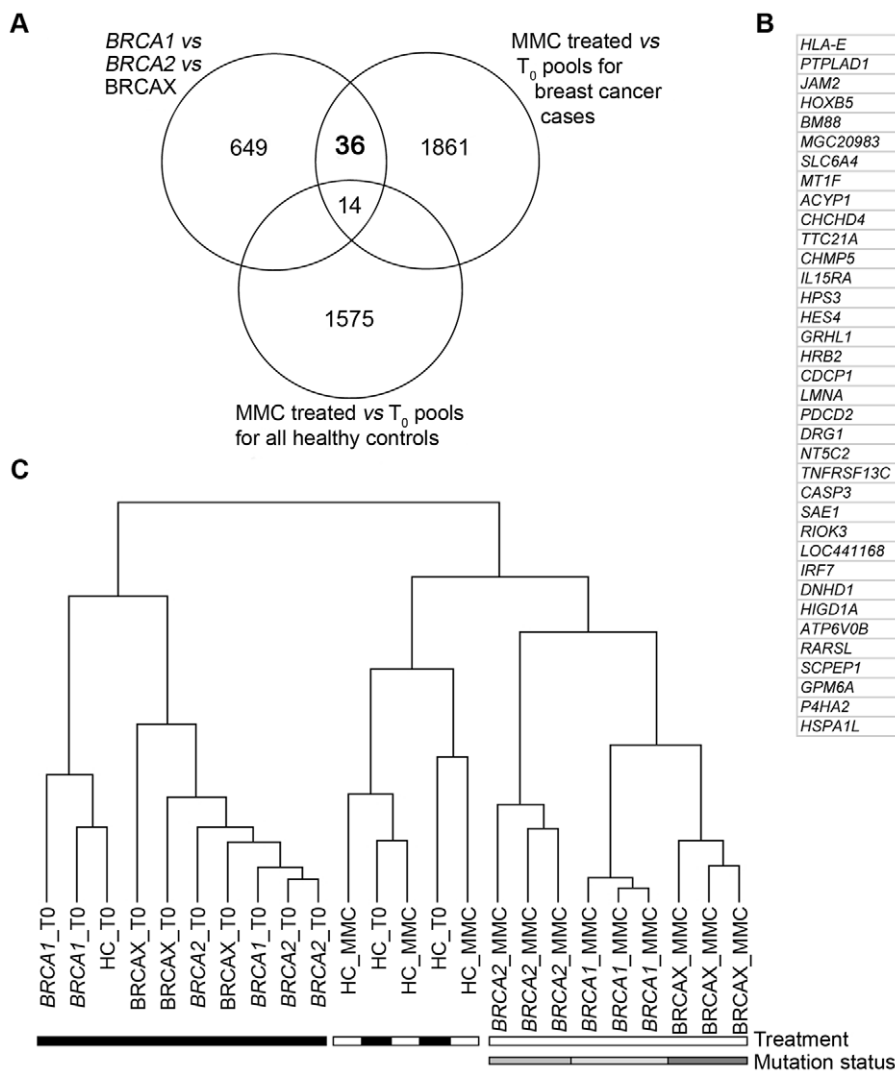 A
BRCA1 vs
BRCA2 vs
BRCAX
MMC treated vs
T0 pools for
breast cancer
cases
649
36
1861
14
1575
MMC treated vs T0 pools
for all healthy controls
B
HLA-E
PTPLAD1
JAM2
HOXB5
BM88
MGC20983
SLC6A4
MT1F
ACYP1
CHCHD4
TTC21A
CHMP5
IL15RA
HPS3
HES4
GRHL1
HRB2
CDCP1
LMNA
PDCD2
DRG1
NT5C2
TNFRSF13C
CASP3
SAE1
RIOK3
LOC441168
IRF7
DNHD1
HIGD1A
ATP6V0B
RARSL
SCPEP1
GPM6A
P4HA2
HSPA1L
C
BRCA1_T0
BRCA1_T0
HC_T0
BRCAX_T0
BRCAX_T0
BRCA2_T0
BRCAX_T0
BRCA1_T0
BRCA2_T0
BRCA2_T0
HC_MMC
HC_T0
HC_MMC
HC_T0
HC_MMC
BRCA2_MMC
BRCA2_MMC
BRCA2_MMC
BRCA1_MMC
BRCA1_MMC
BRCA1_MMC
BRCAX_MMC
BRCAX_MMC
BRCAX_MMC
Treatment
Mutation status